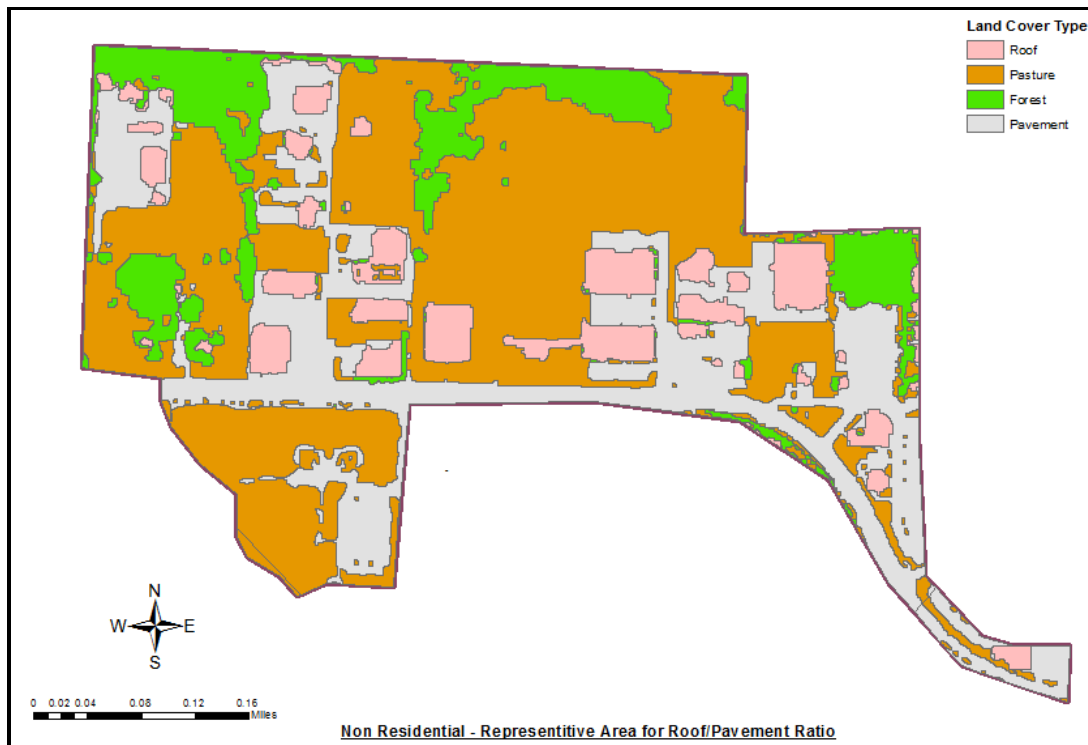 Land Cover Type
Roof
Pasture
Forest
Pavement
N
W E
S
0 0.02 0.04 0.08 0.12 0.16
Miles
Non Residential - Representitive Area for Roof/Pavement Ratio